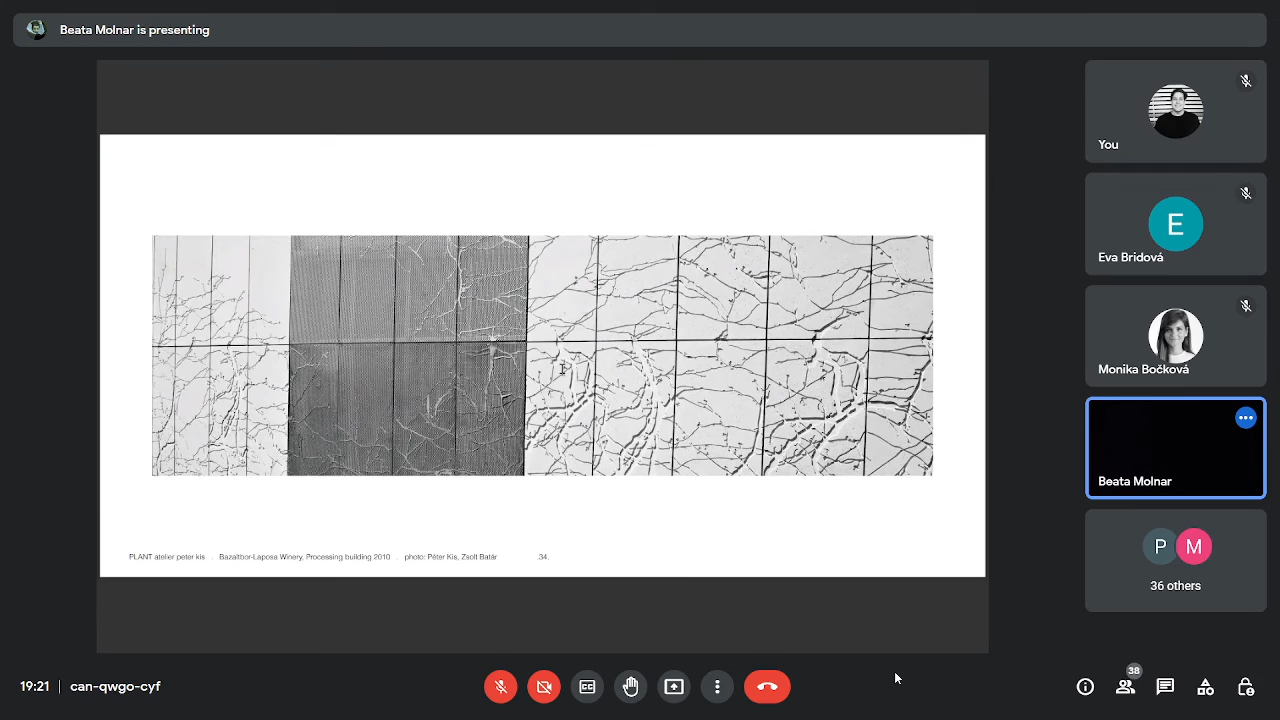 Beata Molnar is presenting
You
E
Eva Bridová
Monika Bočková
Beata Molnar
P M
36 others
PLANT atelier peter kis . Bazaltbor-Laposa Winery, Processing building 2010 . photo: Péter Kis, Zsolt Batár .34.
19:21 | can-qwgo-cyf
38